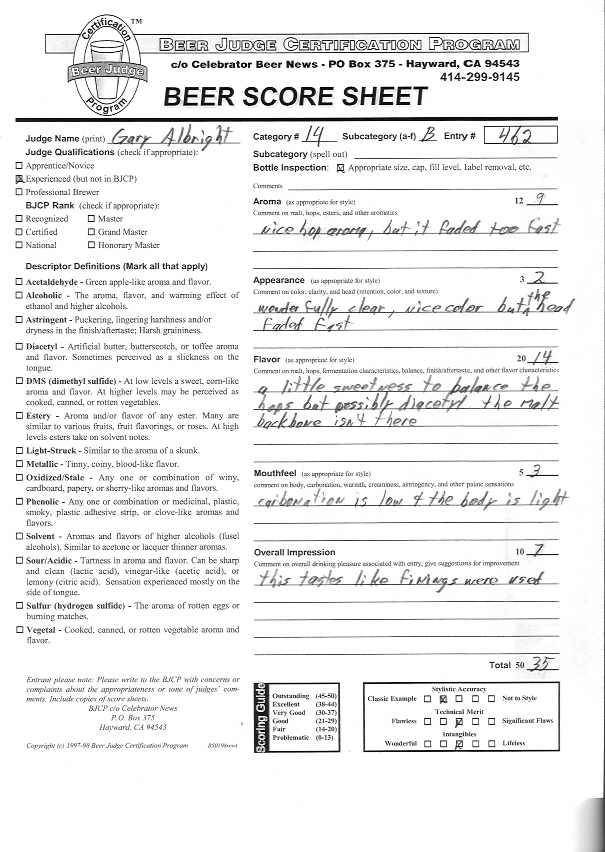 Certification
TM
Beer Judge
Program
BEER JUDGE CERTIFICATION PROGRAM
c/o Celebrator Beer News - PO Box 375 - Hayward, CA 94543
414-299-9145
BEER SCORE SHEET
Judge Name (print) Gary Albright
Judge Qualifications (check if appropriate):
Apprentice/Novice
Experienced (but not in BJCP)
Professional Brewer
BJCP Rank (check if appropriate):
Recognized Master
Certified Grand Master
National Honorary Master
Descriptor Definitions (Mark all that apply)
Acetaldehyde - Green apple-like aroma and flavor.
Alcoholic - The aroma, flavor, and warming effect of
ethanol and higher alcohols.
Astringent - Puckering, lingering harshness and/or
dryness in the finish/aftertaste; Harsh graininess.
Diacetyl - Artificial butter, butterscotch, or toffee aroma
and flavor. Sometimes perceived as a slickness on the
tongue.
DMS (dimethyl sulfide) - At low levels a sweet, corn-like
aroma and flavor. At higher levels may be perceived as
cooked, canned, or rotten vegetables.
Estery - Aroma and/or flavor of any ester. Many are
similar to various fruits, fruit flavorings, or roses. At high
levels esters take on solvent notes.
Light-Struck - Similar to the aroma of a skunk.
Metallic - Tinny, coiny, blood-like flavor.
Oxidized/Stale - Any one or combination of winy,
cardboard, papery, or sherry-like aromas and flavors.
Phenolic - Any one or combination or medicinal, plastic,
smoky, plastic adhesive strip, or clove-like aromas and
flavors.
Solvent - Aromas and flavors of higher alcohols (fusel
alcohols), Similar to acetone or lacquer thinner aromas.
Sour/Acidic - Tartness in aroma and flavor. Can be sharp
and clean (lactic acid), vinegar-like (acetic acid), or
lemony (citric acid). Sensation experienced mostly on the
side of tongue.
Sulfur (hydrogen sulfide) - The aroma of rotten eggs or
burning matches.
Vegetal - Cooked, canned, or rotten vegetable aroma and
flavor.
Entrant please note: Please write to the BJCP with concerns or
complaints about the appropriateness or tone of judges' com-
ments. Include copies of score sheets.
BJCP c/o Celebrator News
P.O. Box 375
Hayward, CA 94543
Copyright (c) 1997-98 Beer Judge Certification Program
Category # 14 Subcategory (a-f) B Entry # 462
Subcategory (spell out)
Bottle Inspection: Appropriate size, cap, fill level, label removal, etc.
Comments
Aroma (as appropriate for style) 12 9
Comment on malt, hops, esters, and other aromatics
nice hop aroma, but it faded too fast
Appearance (as appropriate for style) 3 2
Comment on color, clarity, and head (retention, color, and texture)
wonderfully clear, nice color but the head
faded fast
Flavor (as appropriate for style) 20 14
Comment on malt, hops, fermentation characteristics, balance, finish/aftertaste, and other flavor characteristics
a little sweetness to balance the
hops but possibly diacetyl the malt
backbone isn't there
Mouthfeel (as appropriate for style) 5 3
comment on body, carbonation, warmth, creaminess, astringency, and other palate sensations
carbonation is low & the body is light
Overall Impression 10 7
Comment on overall drinking pleasure associated with entry, give suggestions for improvement
this tastes like finings were used
Total 50 35
Scoring Guide
Outstanding (45-50)
Excellent (38-44)
Very Good (30-37)
Good (21-29)
Fair (14-20)
Problematic (0-13)
Stylistic Accuracy
Classic Example Not to Style
Technical Merit
Flawless Significant Flaws
Intangibles
Wonderful Lifeless